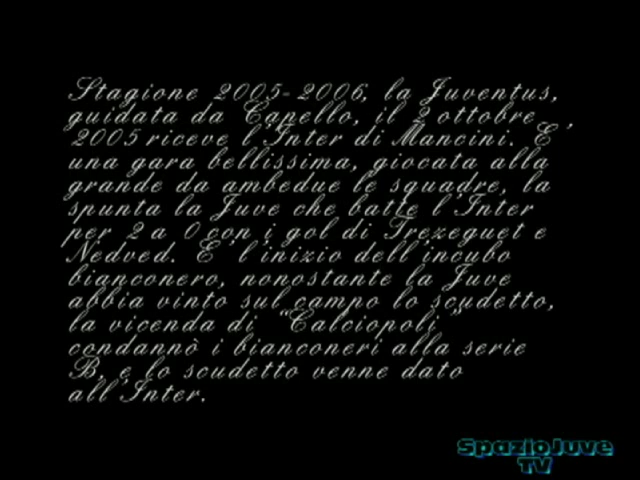 Stagione 2005-2006, la Juventus,
guidata da Capello, il 2 ottobre
2005 riceve l'Inter di Mancini. E'
una gara bellissima, giocata alla
grande da ambedue le squadre, la
spunta la Juve che batte l'Inter
per 2 a 0 con i gol di Trezeguet e
Nedved. E' l'inizio dell'incubo
bianconero, nonostante la Juve
abbia vinto sul campo lo scudetto,
la vicenda di "Calciopoli"
condannò i bianconeri alla serie
B, e lo scudetto venne dato
all'Inter.
SpazioJuve
TV